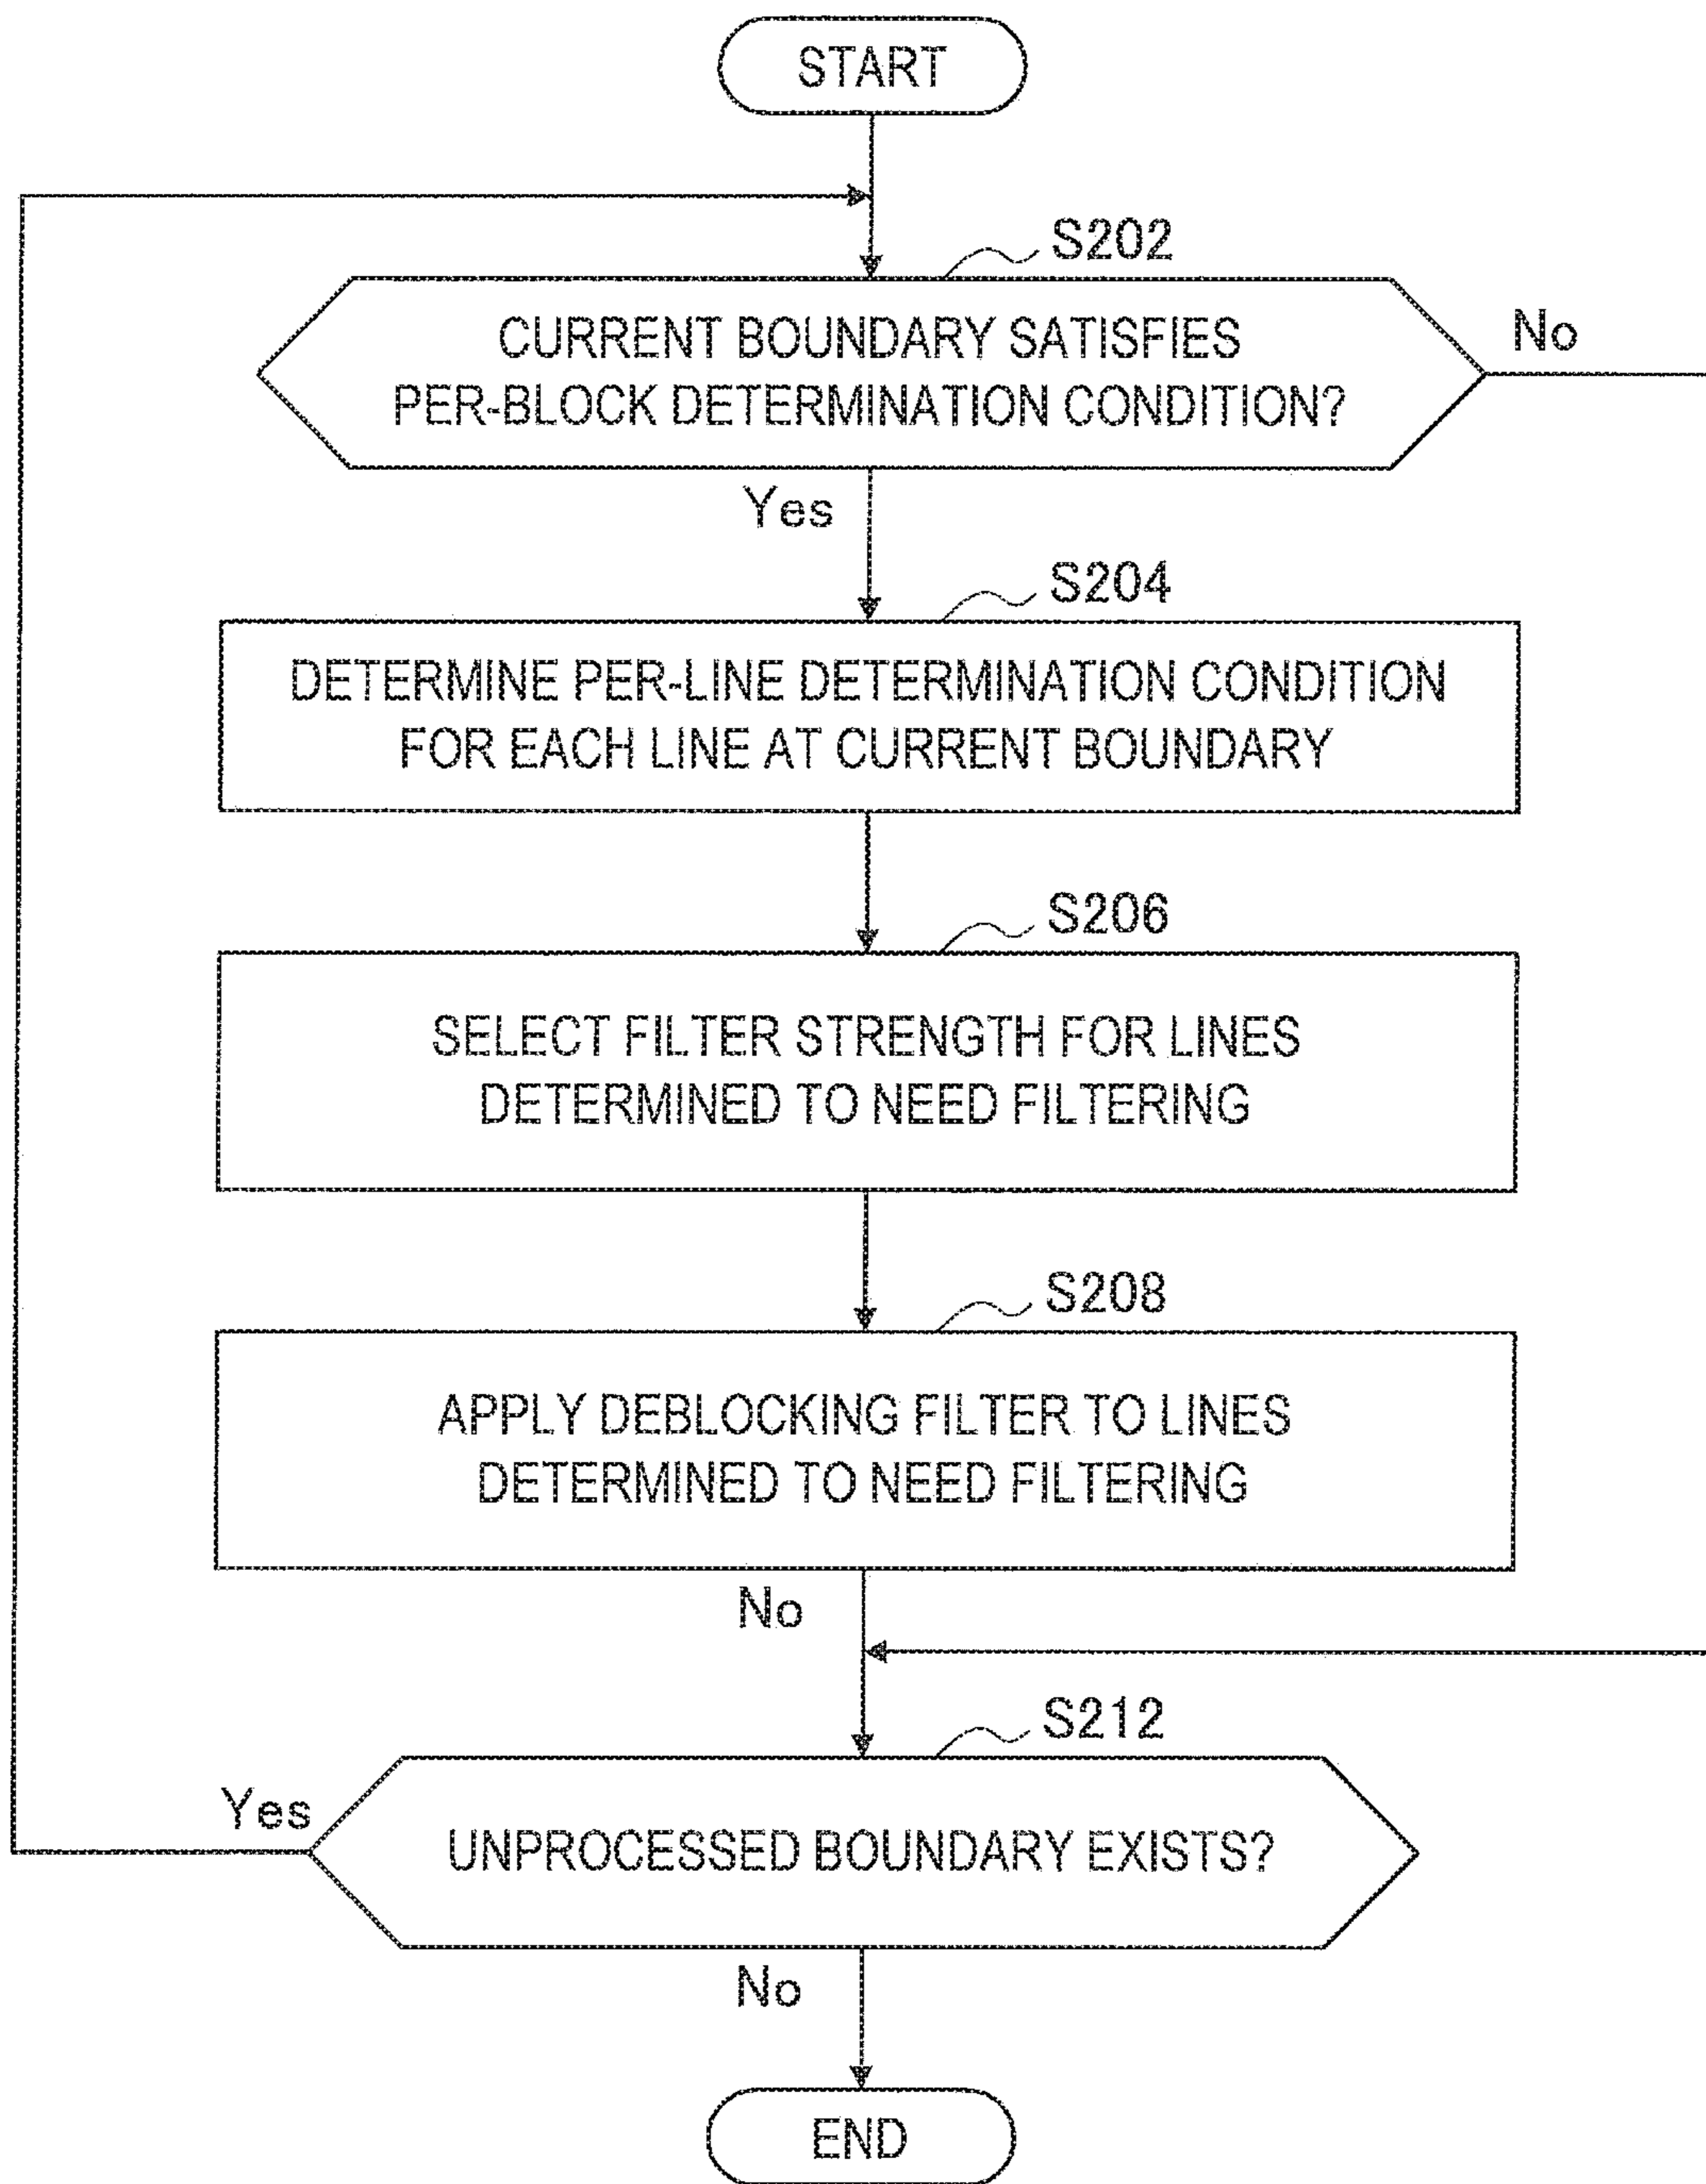 START
S202
CURRENT BOUNDARY SATISFIES
PER-BLOCK DETERMINATION CONDITION?
No
Yes
S204
DETERMINE PER-LINE DETERMINATION CONDITION
FOR EACH LINE AT CURRENT BOUNDARY
S206
SELECT FILTER STRENGTH FOR LINES
DETERMINED TO NEED FILTERING
S208
APPLY DEBLOCKING FILTER TO LINES
DETERMINED TO NEED FILTERING
No
S212
Yes
UNPROCESSED BOUNDARY EXISTS?
No
END